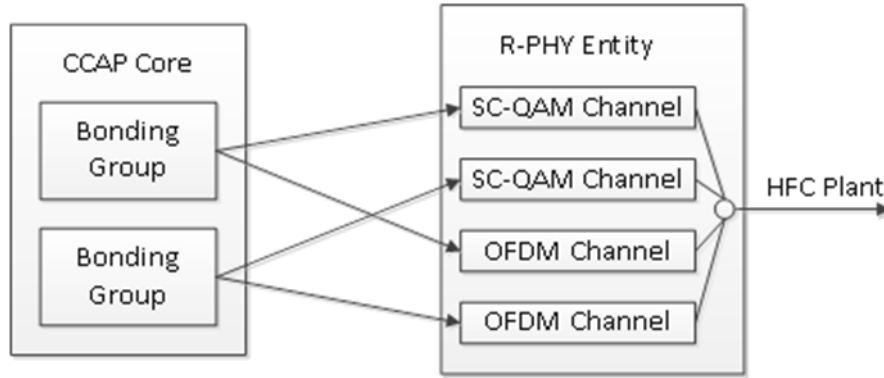 CCAP Core
Bonding
Group
Bonding
Group
R-PHY Entity
SC-QAM Channel
SC-QAM Channel
OFDM Channel
OFDM Channel
HFC Plant